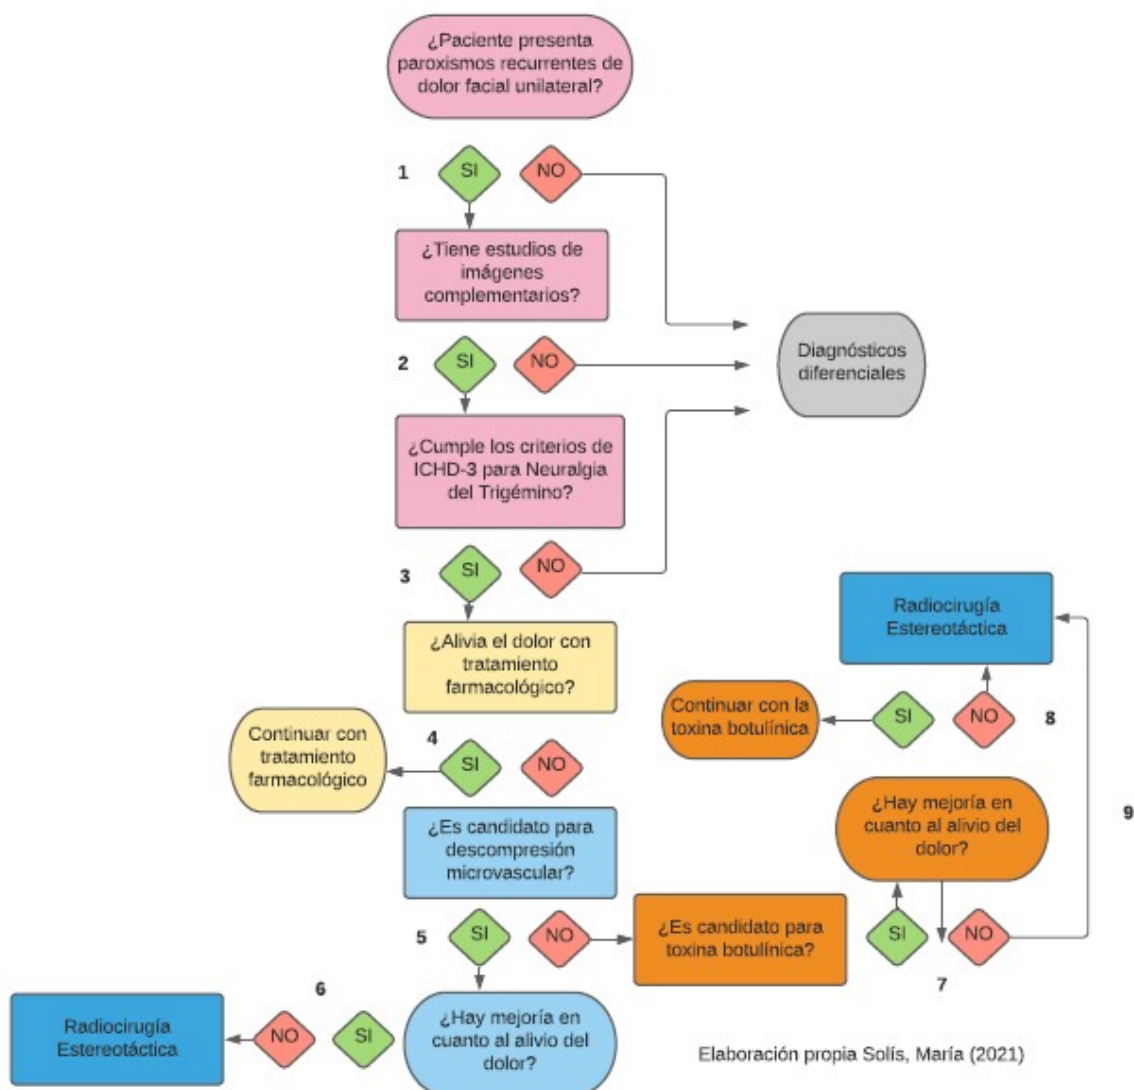 ¿Paciente presenta
paroxismos recurrentes de
dolor facial unilateral?
1
SI
NO
¿Tiene estudios de
imágenes
complementarios?
2
SI
NO
Diagnósticos
diferenciales
¿Cumple los criterios de
ICHD-3 para Neuralgia
del Trigémino?
3
SI
NO
¿Alivia el dolor con
tratamiento
farmacológico?
Continuar con
tratamiento
farmacológico
4
SI
NO
¿Es candidato para
descompresión
microvascular?
5
SI
NO
¿Es candidato para
toxina botulínica?
SI
NO
7
¿Hay mejoría en
cuanto al alivio del
dolor?
9
Continuar con la
toxina botulínica
SI
NO
8
Radiocirugía
Estereotáctica
¿Hay mejoría en
cuanto al alivio del
dolor?
6
SI
NO
Radiocirugía
Estereotáctica
Elaboración propia Solís, María (2021)